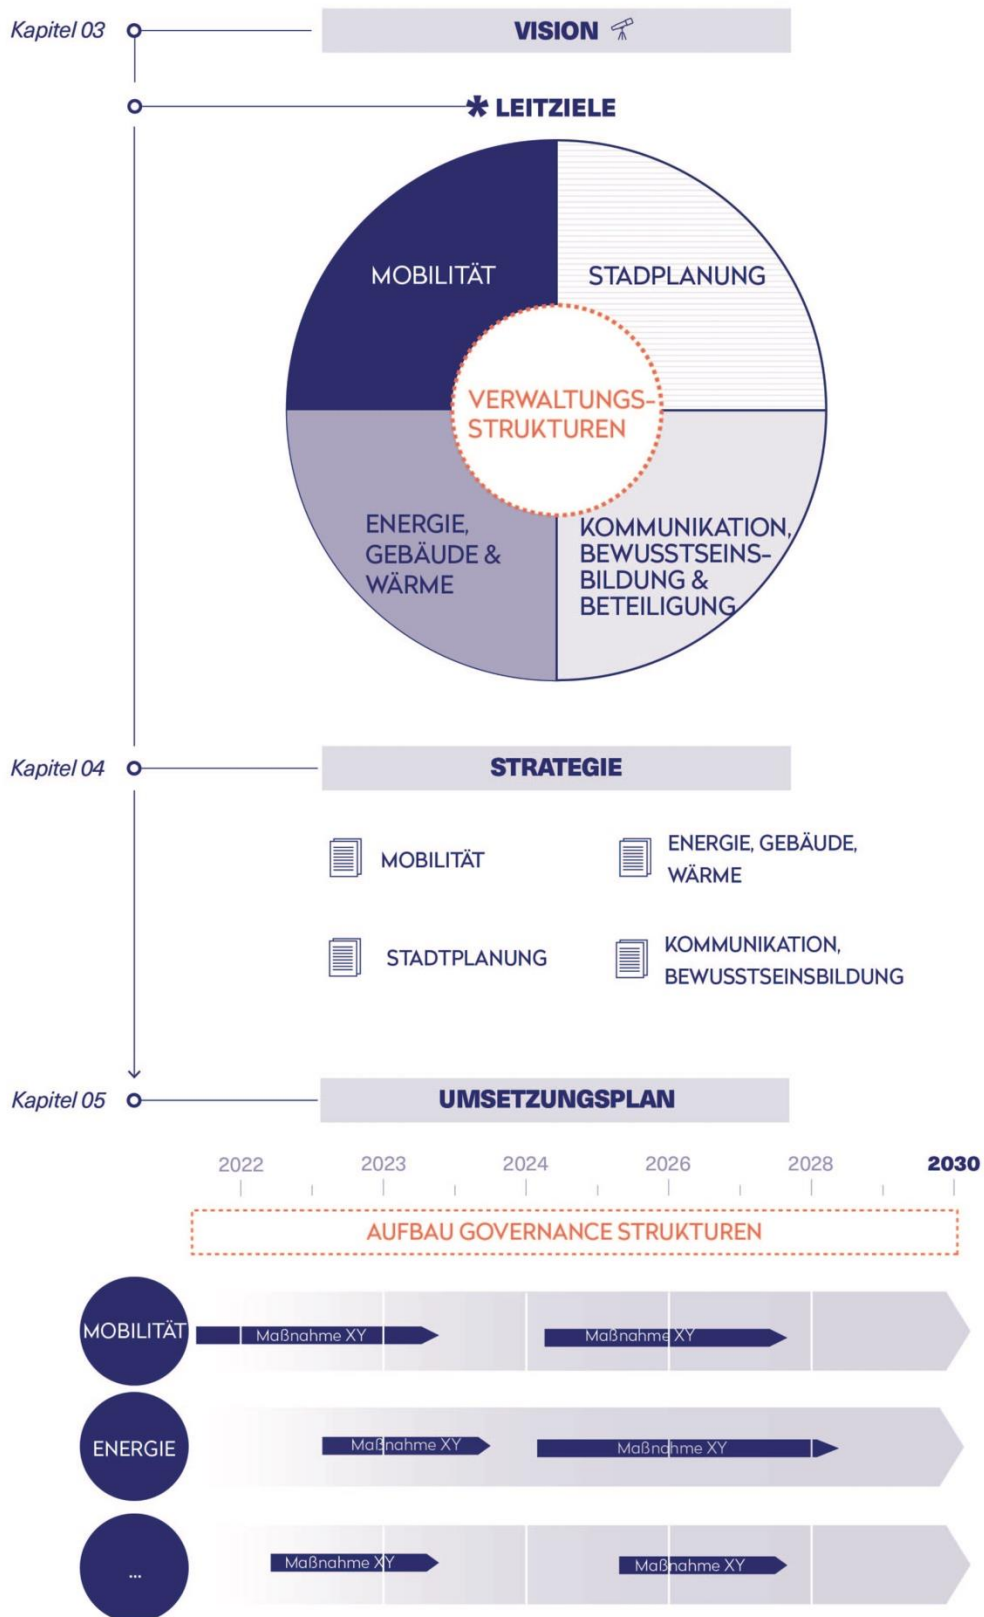 Kapitel 03
VISION
* LEITZIELE
MOBILITÄT
STADPLANUNG
VERWALTUNGS-
STRUKTUREN
ENERGIE,
GEBÄUDE &
WÄRME
KOMMUNIKATION,
BEWUSSTSEINS-
BILDUNG &
BETEILIGUNG
Kapitel 04
STRATEGIE
MOBILITÄT
ENERGIE, GEBÄUDE,
WÄRME
STADTPLANUNG
KOMMUNIKATION,
BEWUSSTSEINSBILDUNG
Kapitel 05
UMSETZUNGSPLAN
2022 2023 2024 2026 2028 2030
AUFBAU GOVERNANCE STRUKTUREN
MOBILITÄT
Maßnahme XY
Maßnahme XY
ENERGIE
Maßnahme XY
Maßnahme XY
...
Maßnahme XY
Maßnahme XY